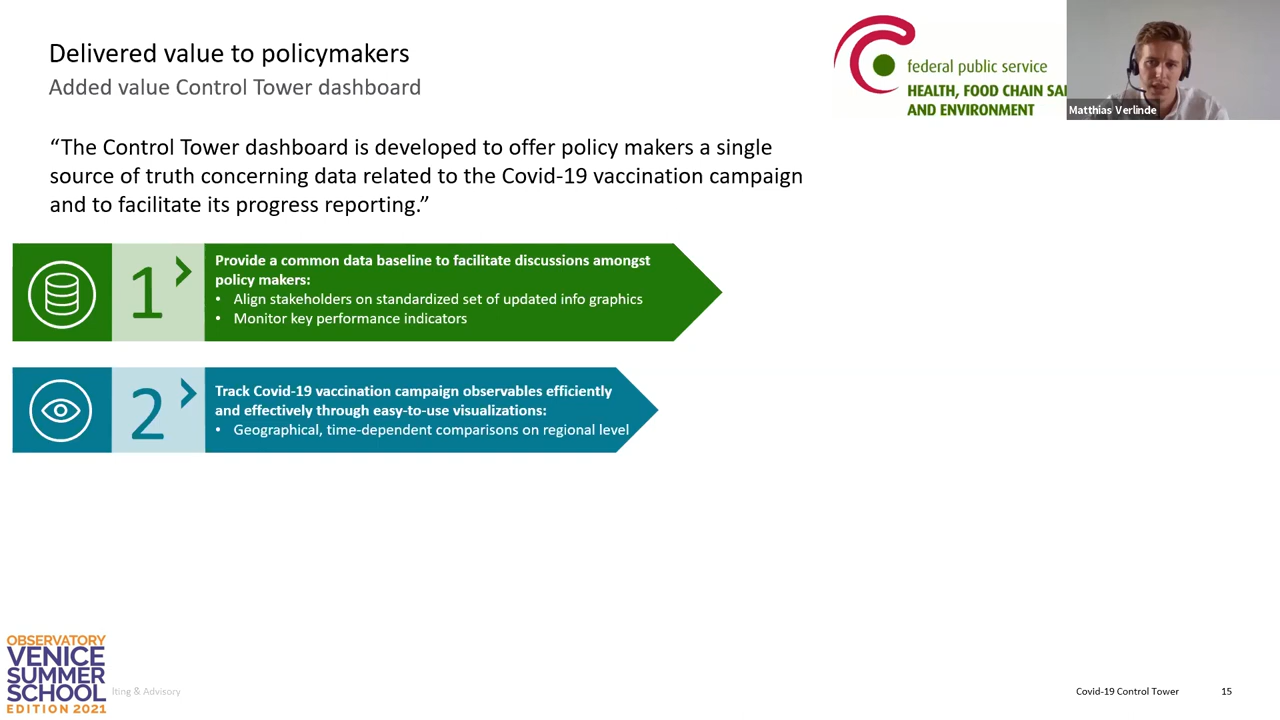 Delivered value to policymakers
Added value Control Tower dashboard
federal public service
HEALTH, FOOD CHAIN
AND ENVIRONMENT
Matthias Verlinde
“The Control Tower dashboard is developed to offer policy makers a single
source of truth concerning data related to the Covid-19 vaccination campaign
and to facilitate its progress reporting.”
1
Provide a common data baseline to facilitate discussions amongst
policy makers:
• Align stakeholders on standardized set of updated info graphics
• Monitor key performance indicators
2
Track Covid-19 vaccination campaign observables efficiently
and effectively through easy-to-use visualizations:
• Geographical, time-dependent comparisons on regional level
OBSERVATORY
VENICE
SUMMER
SCHOOL
EDITION 2021
lting & Advisory
Covid-19 Control Tower
15